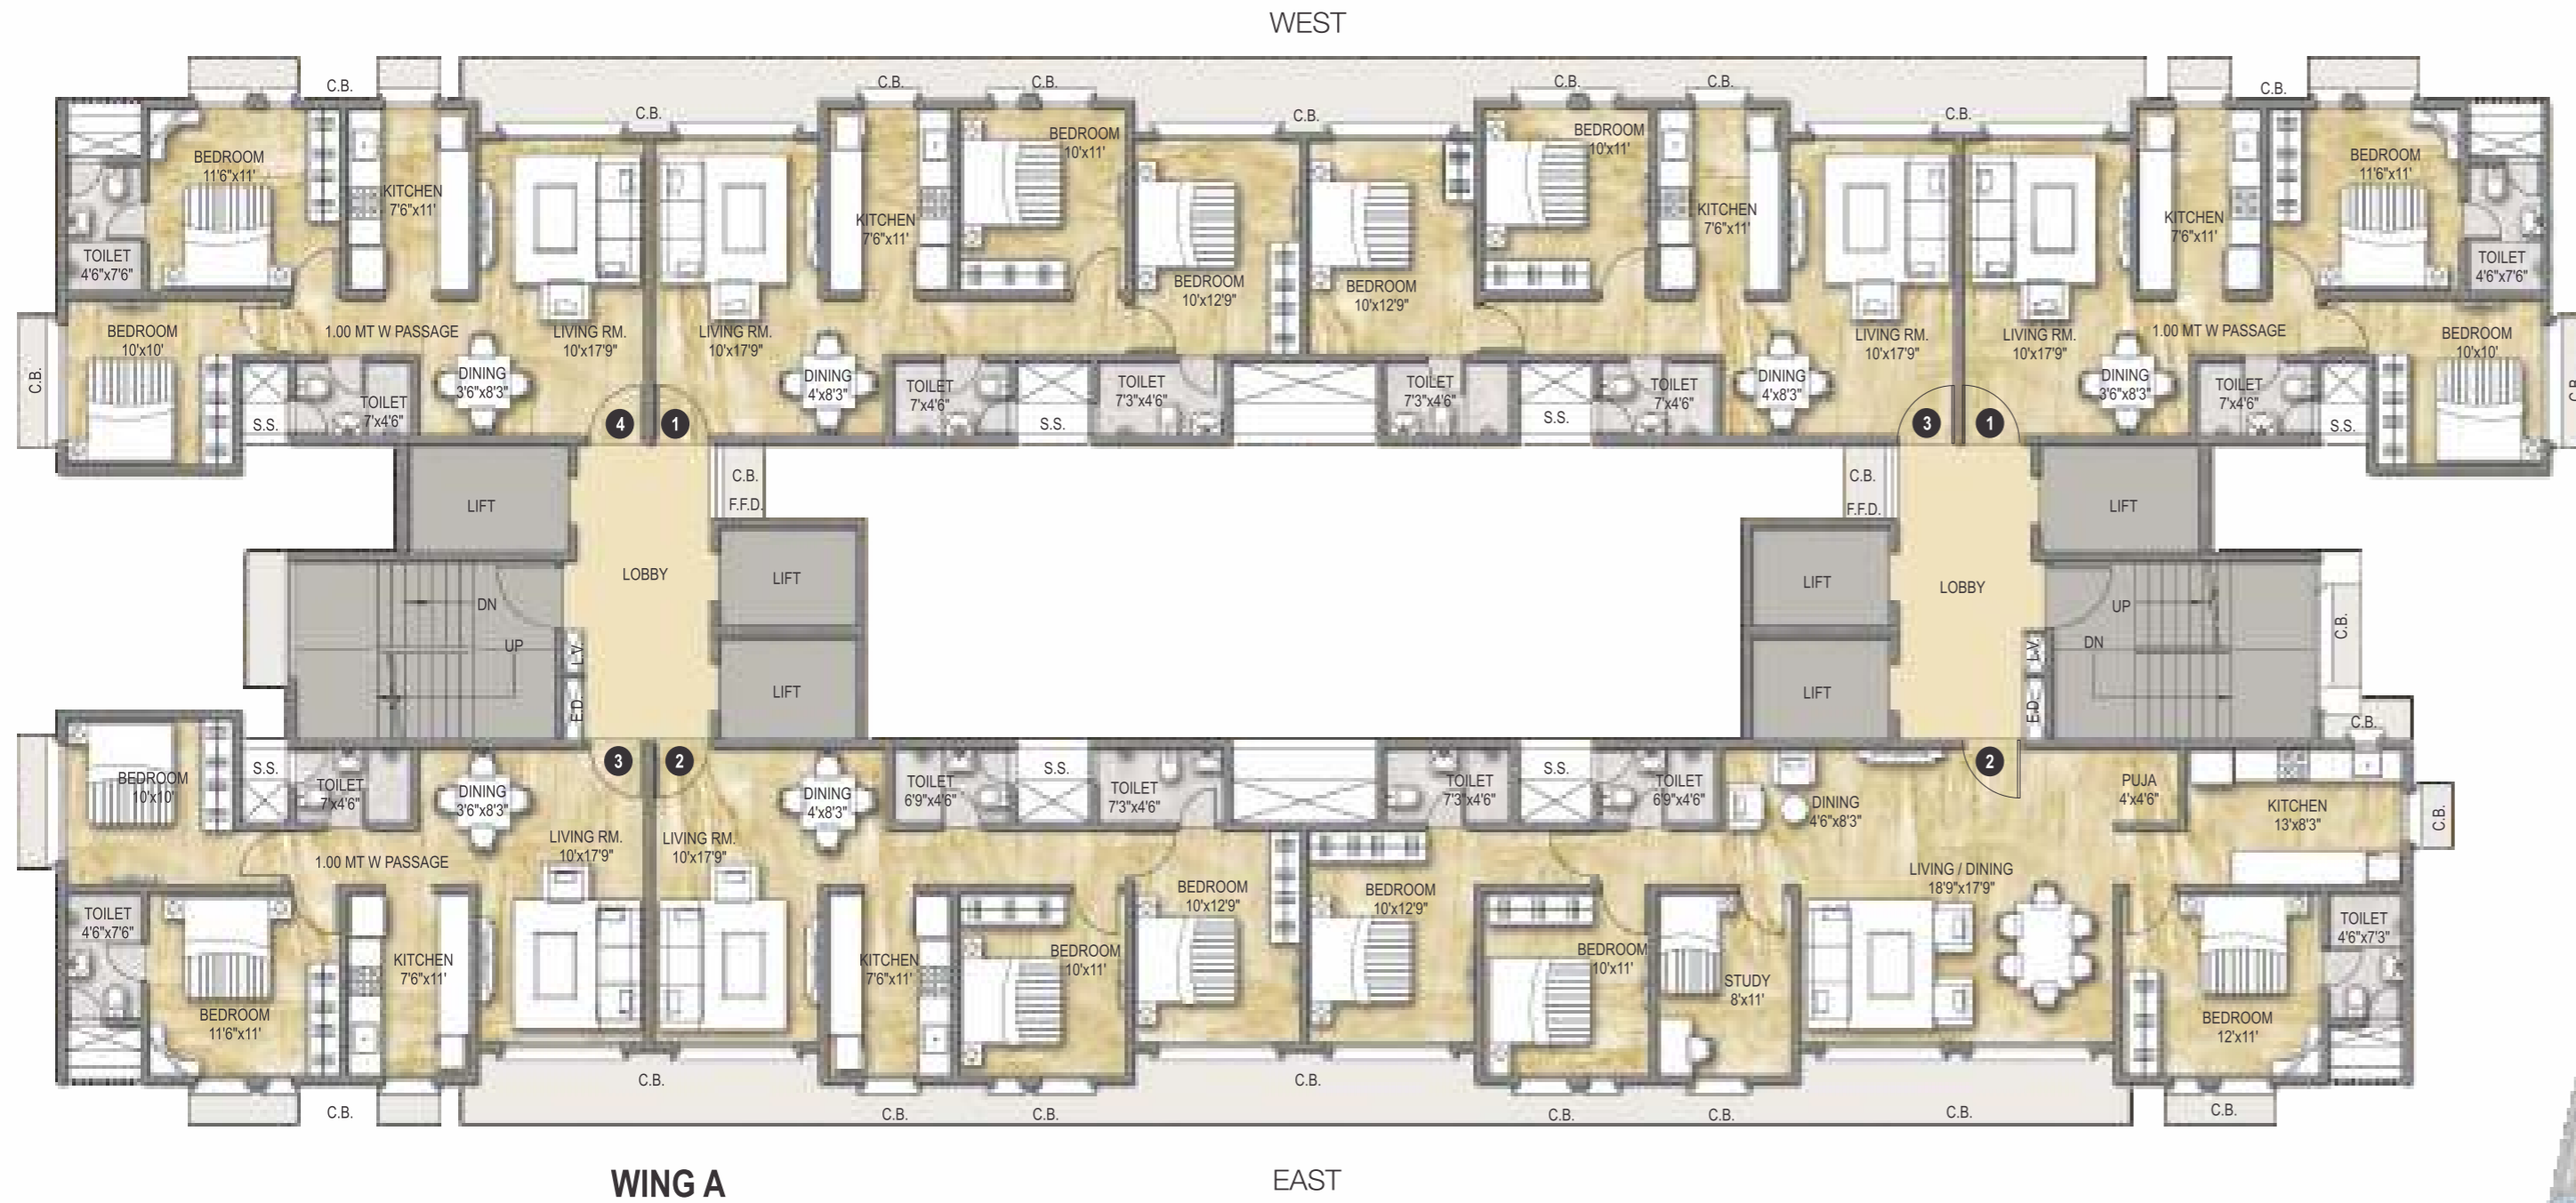 WEST
C.B.
C.B.
C.B.
C.B.
C.B.
C.B.
C.B.
C.B.
C.B.
BEDROOM
11'6"x11'
KITCHEN
7'6"x11'
TOILET
4'6"x7'6"
BEDROOM
10'x10'
C.B.
1.00 MT W PASSAGE
S.S.
TOILET
7'x4'6"
DINING
3'6"x8'3"
LIVING RM.
10'x17'9"
4
LIVING RM.
10'x17'9"
1
DINING
4'x8'3"
KITCHEN
7'6"x11'
BEDROOM
10'x11'
BEDROOM
10'x12'9"
TOILET
7'x4'6"
S.S.
TOILET
7'3"x4'6"
BEDROOM
10'x12'9"
BEDROOM
10'x11'
KITCHEN
7'6"x11'
TOILET
7'3"x4'6"
S.S.
TOILET
7'x4'6"
DINING
4'x8'3"
LIVING RM.
10'x17'9"
3
LIVING RM.
10'x17'9"
1
DINING
3'6"x8'3"
KITCHEN
7'6"x11'
BEDROOM
11'6"x11'
TOILET
4'6"x7'6"
1.00 MT W PASSAGE
BEDROOM
10'x10'
TOILET
7'x4'6"
S.S.
LIFT
C.B.
F.F.D.
LOBBY
LIFT
LIFT
DN
UP
L.V.
E.D.
C.B.
F.F.D.
LIFT
LIFT
LIFT
LOBBY
UP
DN
L.V.
E.D.
C.B.
C.B.
BEDROOM
10'x10'
S.S.
TOILET
7'x4'6"
DINING
3'6"x8'3"
3
LIVING RM.
10'x17'9"
1.00 MT W PASSAGE
TOILET
4'6"x7'6"
BEDROOM
11'6"x11'
KITCHEN
7'6"x11'
2
LIVING RM.
10'x17'9"
DINING
4'x8'3"
TOILET
6'9"x4'6"
S.S.
TOILET
7'3"x4'6"
KITCHEN
7'6"x11'
BEDROOM
10'x11'
BEDROOM
10'x12'9"
BEDROOM
10'x12'9"
TOILET
7'3"x4'6"
S.S.
TOILET
6'9"x4'6"
BEDROOM
10'x11'
STUDY
8'x11'
DINING
4'6"x8'3"
2
LIVING / DINING
18'9"x17'9"
PUJA
4'x4'6"
KITCHEN
13'x8'3"
C.B.
BEDROOM
12'x11'
TOILET
4'6"x7'3"
C.B.
C.B.
C.B.
C.B.
C.B.
C.B.
C.B.
C.B.
C.B.
WING A
EAST